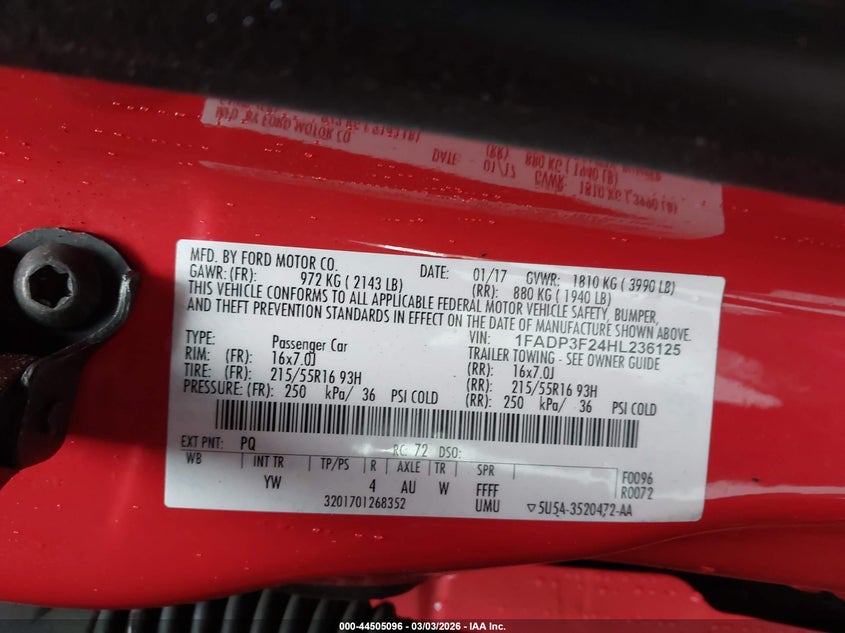 MFD. BY FORD MOTOR CO. DATE: 01/17 GVWR: 1810 KG ( 3990 LB)
GAWR: (FR): 972 KG ( 2143 LB) (RR): 880 KG ( 1940 LB)
THIS VEHICLE CONFORMS TO ALL APPLICABLE FEDERAL MOTOR VEHICLE SAFETY, BUMPER,
AND THEFT PREVENTION STANDARDS IN EFFECT ON THE DATE OF MANUFACTURE SHOWN ABOVE.
VIN: 1FADP3F24HL236125
TYPE: Passenger Car TRAILER TOWING - SEE OWNER GUIDE
RIM: (FR): 16x7.0J (RR): 16x7.0J
TIRE: (FR): 215/55R16 93H (RR): 215/55R16 93H
PRESSURE: (FR): 250 kPa/ 36 PSI COLD (RR): 250 kPa/ 36 PSI COLD
EXT PNT: PQ RC: 72 DSO:
WB INT TR TP/PS R AXLE TR SPR F0096
YW 4 AU W FFFF R0072
3201701268352 UMU ▽5U5A-3520472-AA
000-44505096 - 03/03/2026 - IAA Inc.